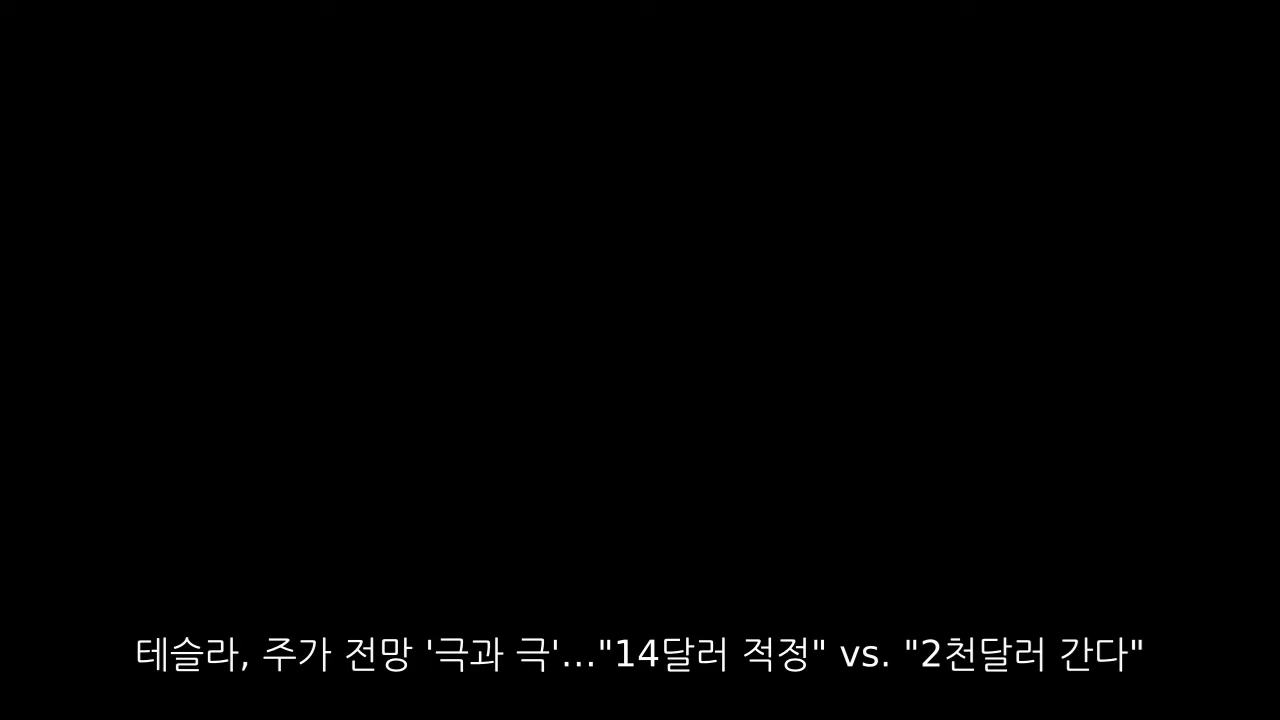 테슬라, 주가 전망 '극과 극'..."14달러 적정" vs. "2천달러 간다"